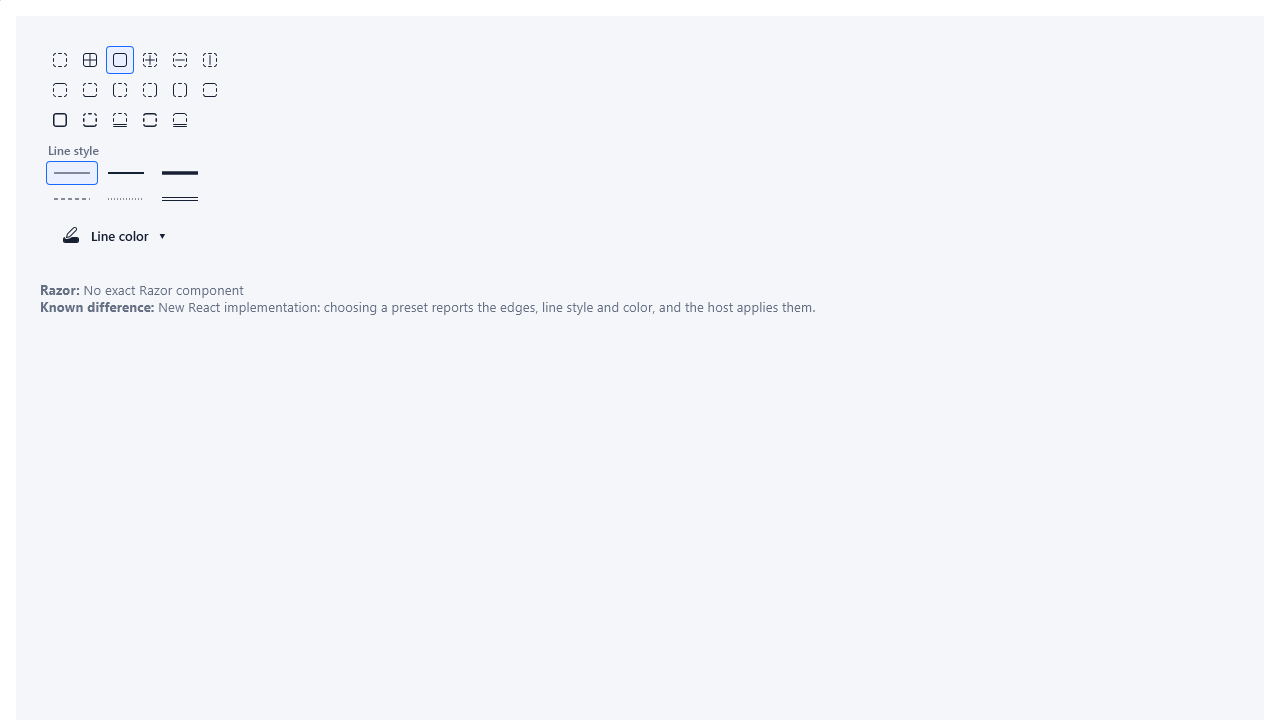 Line style
Line color
Razor: No exact Razor component
Known difference: New React implementation: choosing a preset reports the edges, line style and color, and the host applies them.